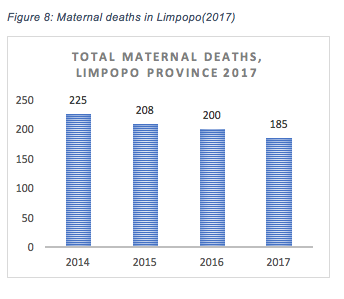 Figure 8: Maternal deaths in Limpopo(2017)
TOTAL MATERNAL DEATHS,
LIMPOPO PROVINCE 2017
250
200
150
100
50
0
225
208
200
185
2014 2015 2016 2017